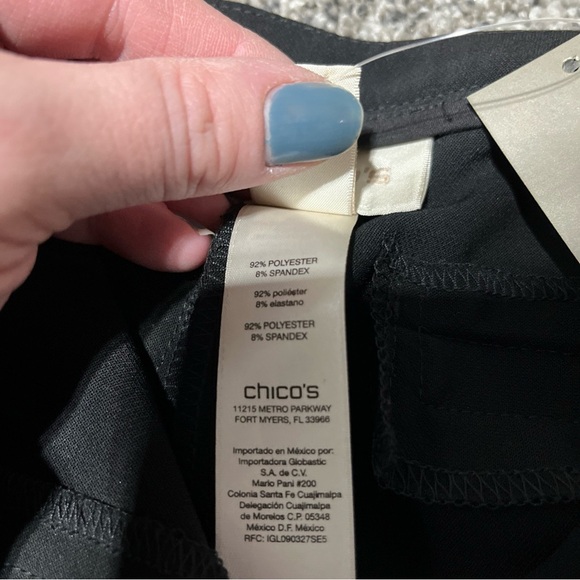 92% POLYESTER
8% SPANDEX
92% poliéster
8% elastano
92% POLYESTER
8% SPANDEX
chico's
11215 METRO PARKWAY
FORT MYERS, FL 33966
Importado en México por:
Importadora Globastic
S.A. de C.V.
Mario Pani #200
Colonia Santa Fe Cuajimalpa
Delegación Cuajimalpa
de Morelos C.P. 05348
México D.F. México
RFC: IGL090327SE5